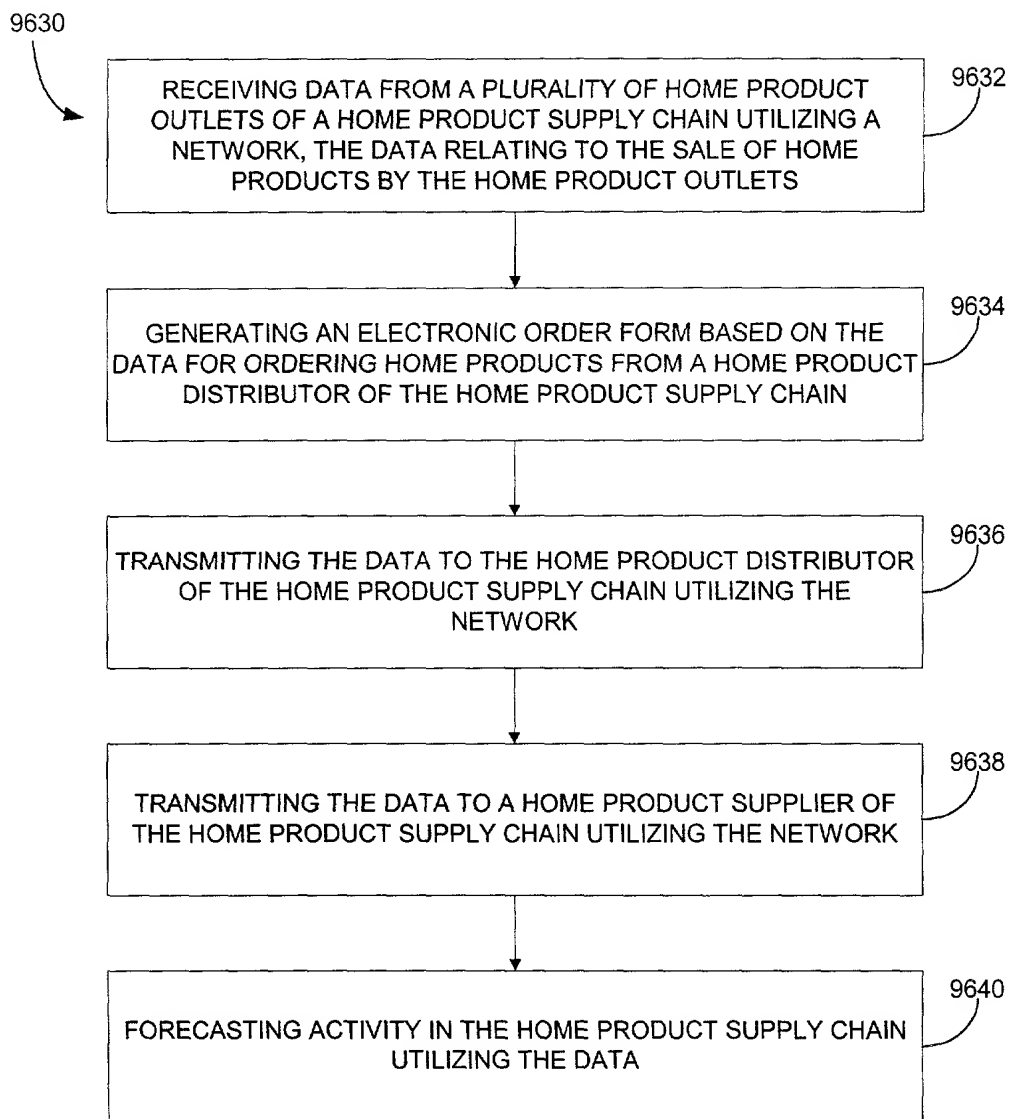 9630
9632
RECEIVING DATA FROM A PLURALITY OF HOME PRODUCT
OUTLETS OF A HOME PRODUCT SUPPLY CHAIN UTILIZING A
NETWORK, THE DATA RELATING TO THE SALE OF HOME
PRODUCTS BY THE HOME PRODUCT OUTLETS
9634
GENERATING AN ELECTRONIC ORDER FORM BASED ON THE
DATA FOR ORDERING HOME PRODUCTS FROM A HOME PRODUCT
DISTRIBUTOR OF THE HOME PRODUCT SUPPLY CHAIN
9636
TRANSMITTING THE DATA TO THE HOME PRODUCT DISTRIBUTOR
OF THE HOME PRODUCT SUPPLY CHAIN UTILIZING THE
NETWORK
9638
TRANSMITTING THE DATA TO A HOME PRODUCT SUPPLIER OF
THE HOME PRODUCT SUPPLY CHAIN UTILIZING THE NETWORK
9640
FORECASTING ACTIVITY IN THE HOME PRODUCT SUPPLY CHAIN
UTILIZING THE DATA